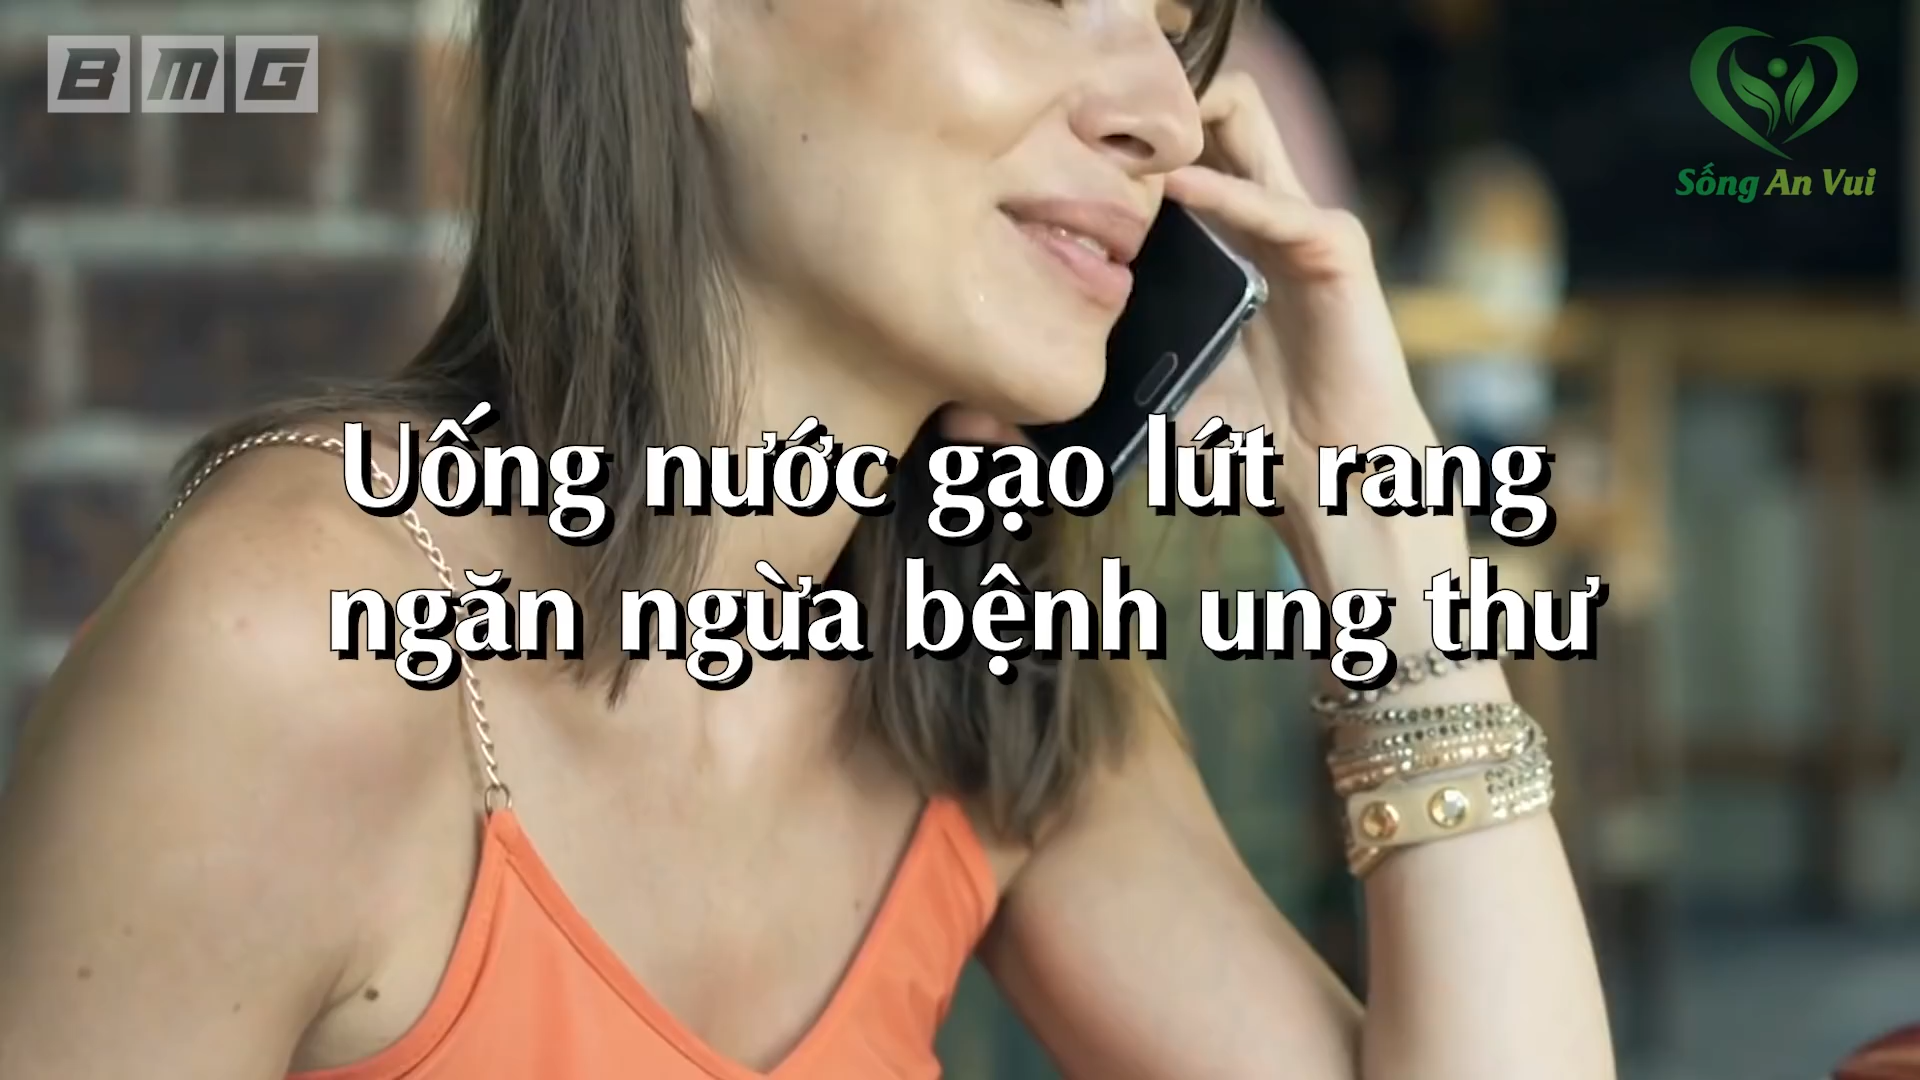 BMG
Sống An Vui
Uống nước gạo lứt rang
ngăn ngừa bệnh ung thư